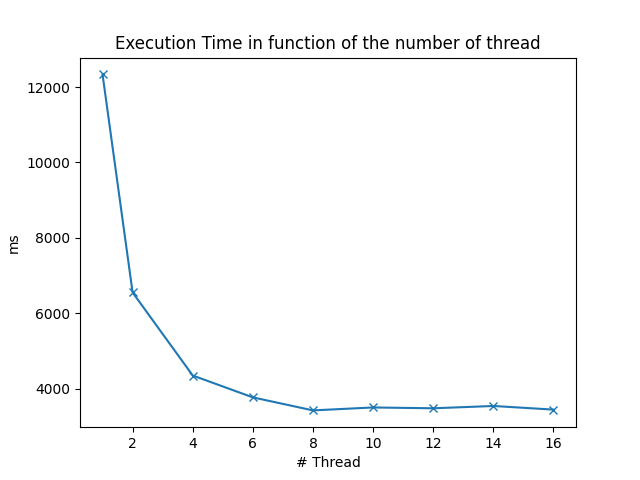 Execution Time in function of the number of thread
12000
10000
8000
6000
4000
ms
2 4 6 8 10 12 14 16
# Thread